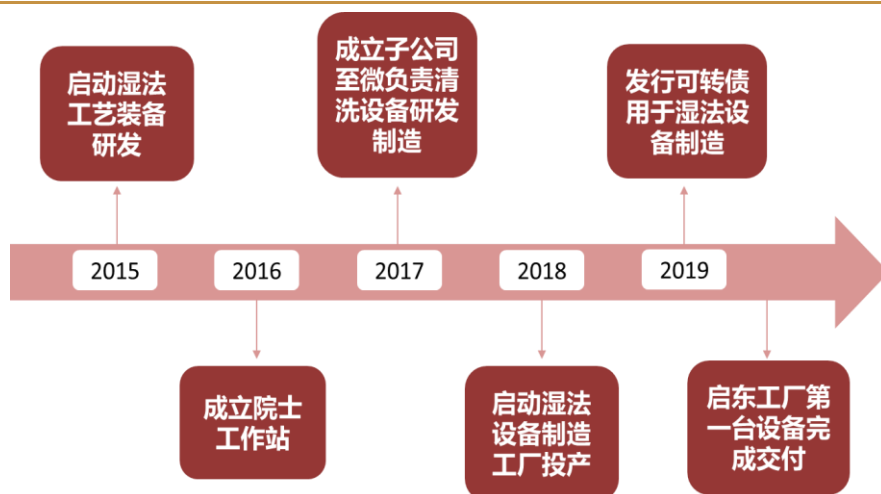 启动湿法
工艺装备
研发
成立子公司
至微负责清
洗设备研发
制造
发行可转债
用于湿法设
备制造
2015
2016
2017
2018
2019
成立院士
工作站
启动湿法
设备制造
工厂投产
启东工厂第
一台设备完
成交付